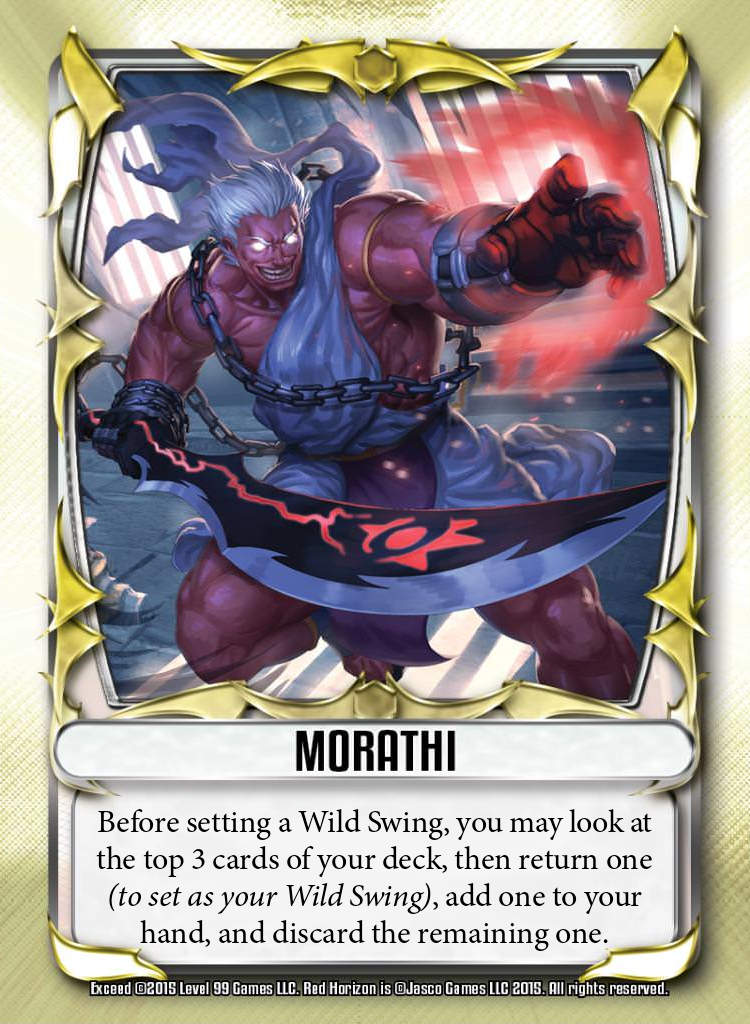 MORATHI
Before setting a Wild Swing, you may look at
the top 3 cards of your deck, then return one
(to set as your Wild Swing), add one to your
hand, and discard the remaining one.
Exceed ©2015 Level 99 Games LLC. Red Horizon is ©Jasco Games LLC 2015. All rights reserved.